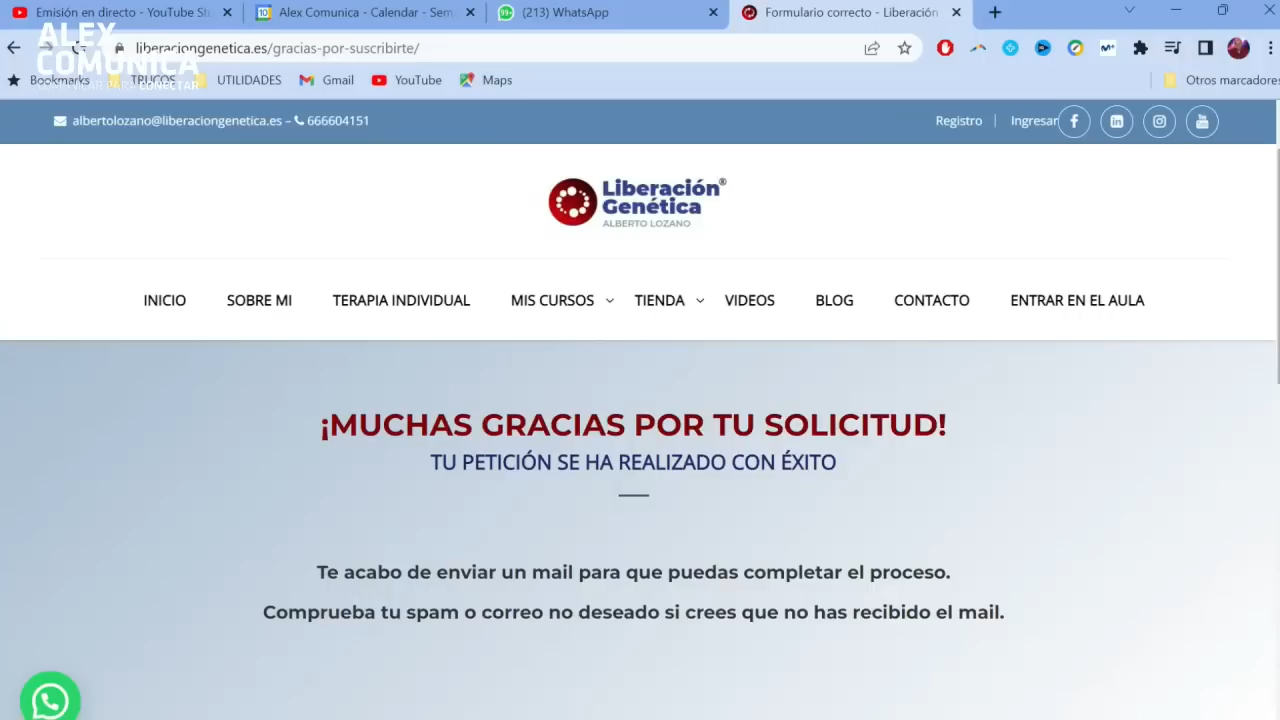 Emisión en directo - YouTube St
Alex Comunica - Calendar - Sem
(213) WhatsApp
Formulario correcto - Liberación
ALEX
COMUNICA
COMUNICAR PARA CONECTAR
liberaciongenetica.es/gracias-por-suscribirte/
Bookmarks
TRUCOS
UTILIDADES
Gmail
YouTube
Maps
Otros marcadores
albertolozano@liberaciongenetica.es – 666604151
Registro | Ingresar
Liberación®
Genética
ALBERTO LOZANO
INICIO
SOBRE MI
TERAPIA INDIVIDUAL
MIS CURSOS
TIENDA
VIDEOS
BLOG
CONTACTO
ENTRAR EN EL AULA
¡MUCHAS GRACIAS POR TU SOLICITUD!
TU PETICIÓN SE HA REALIZADO CON ÉXITO
Te acabo de enviar un mail para que puedas completar el proceso.
Comprueba tu spam o correo no deseado si crees que no has recibido el mail.